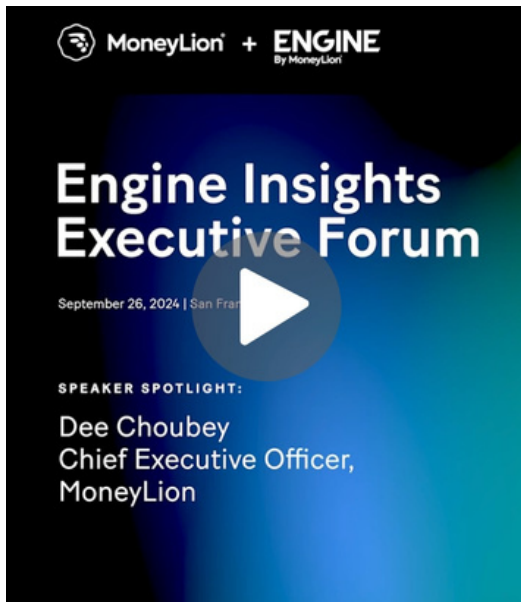 MoneyLion + ENGINE
By MoneyLion
Engine Insights
Executive Forum
September 26, 2024 | San Fran
SPEAKER SPOTLIGHT:
Dee Choubey
Chief Executive Officer,
MoneyLion